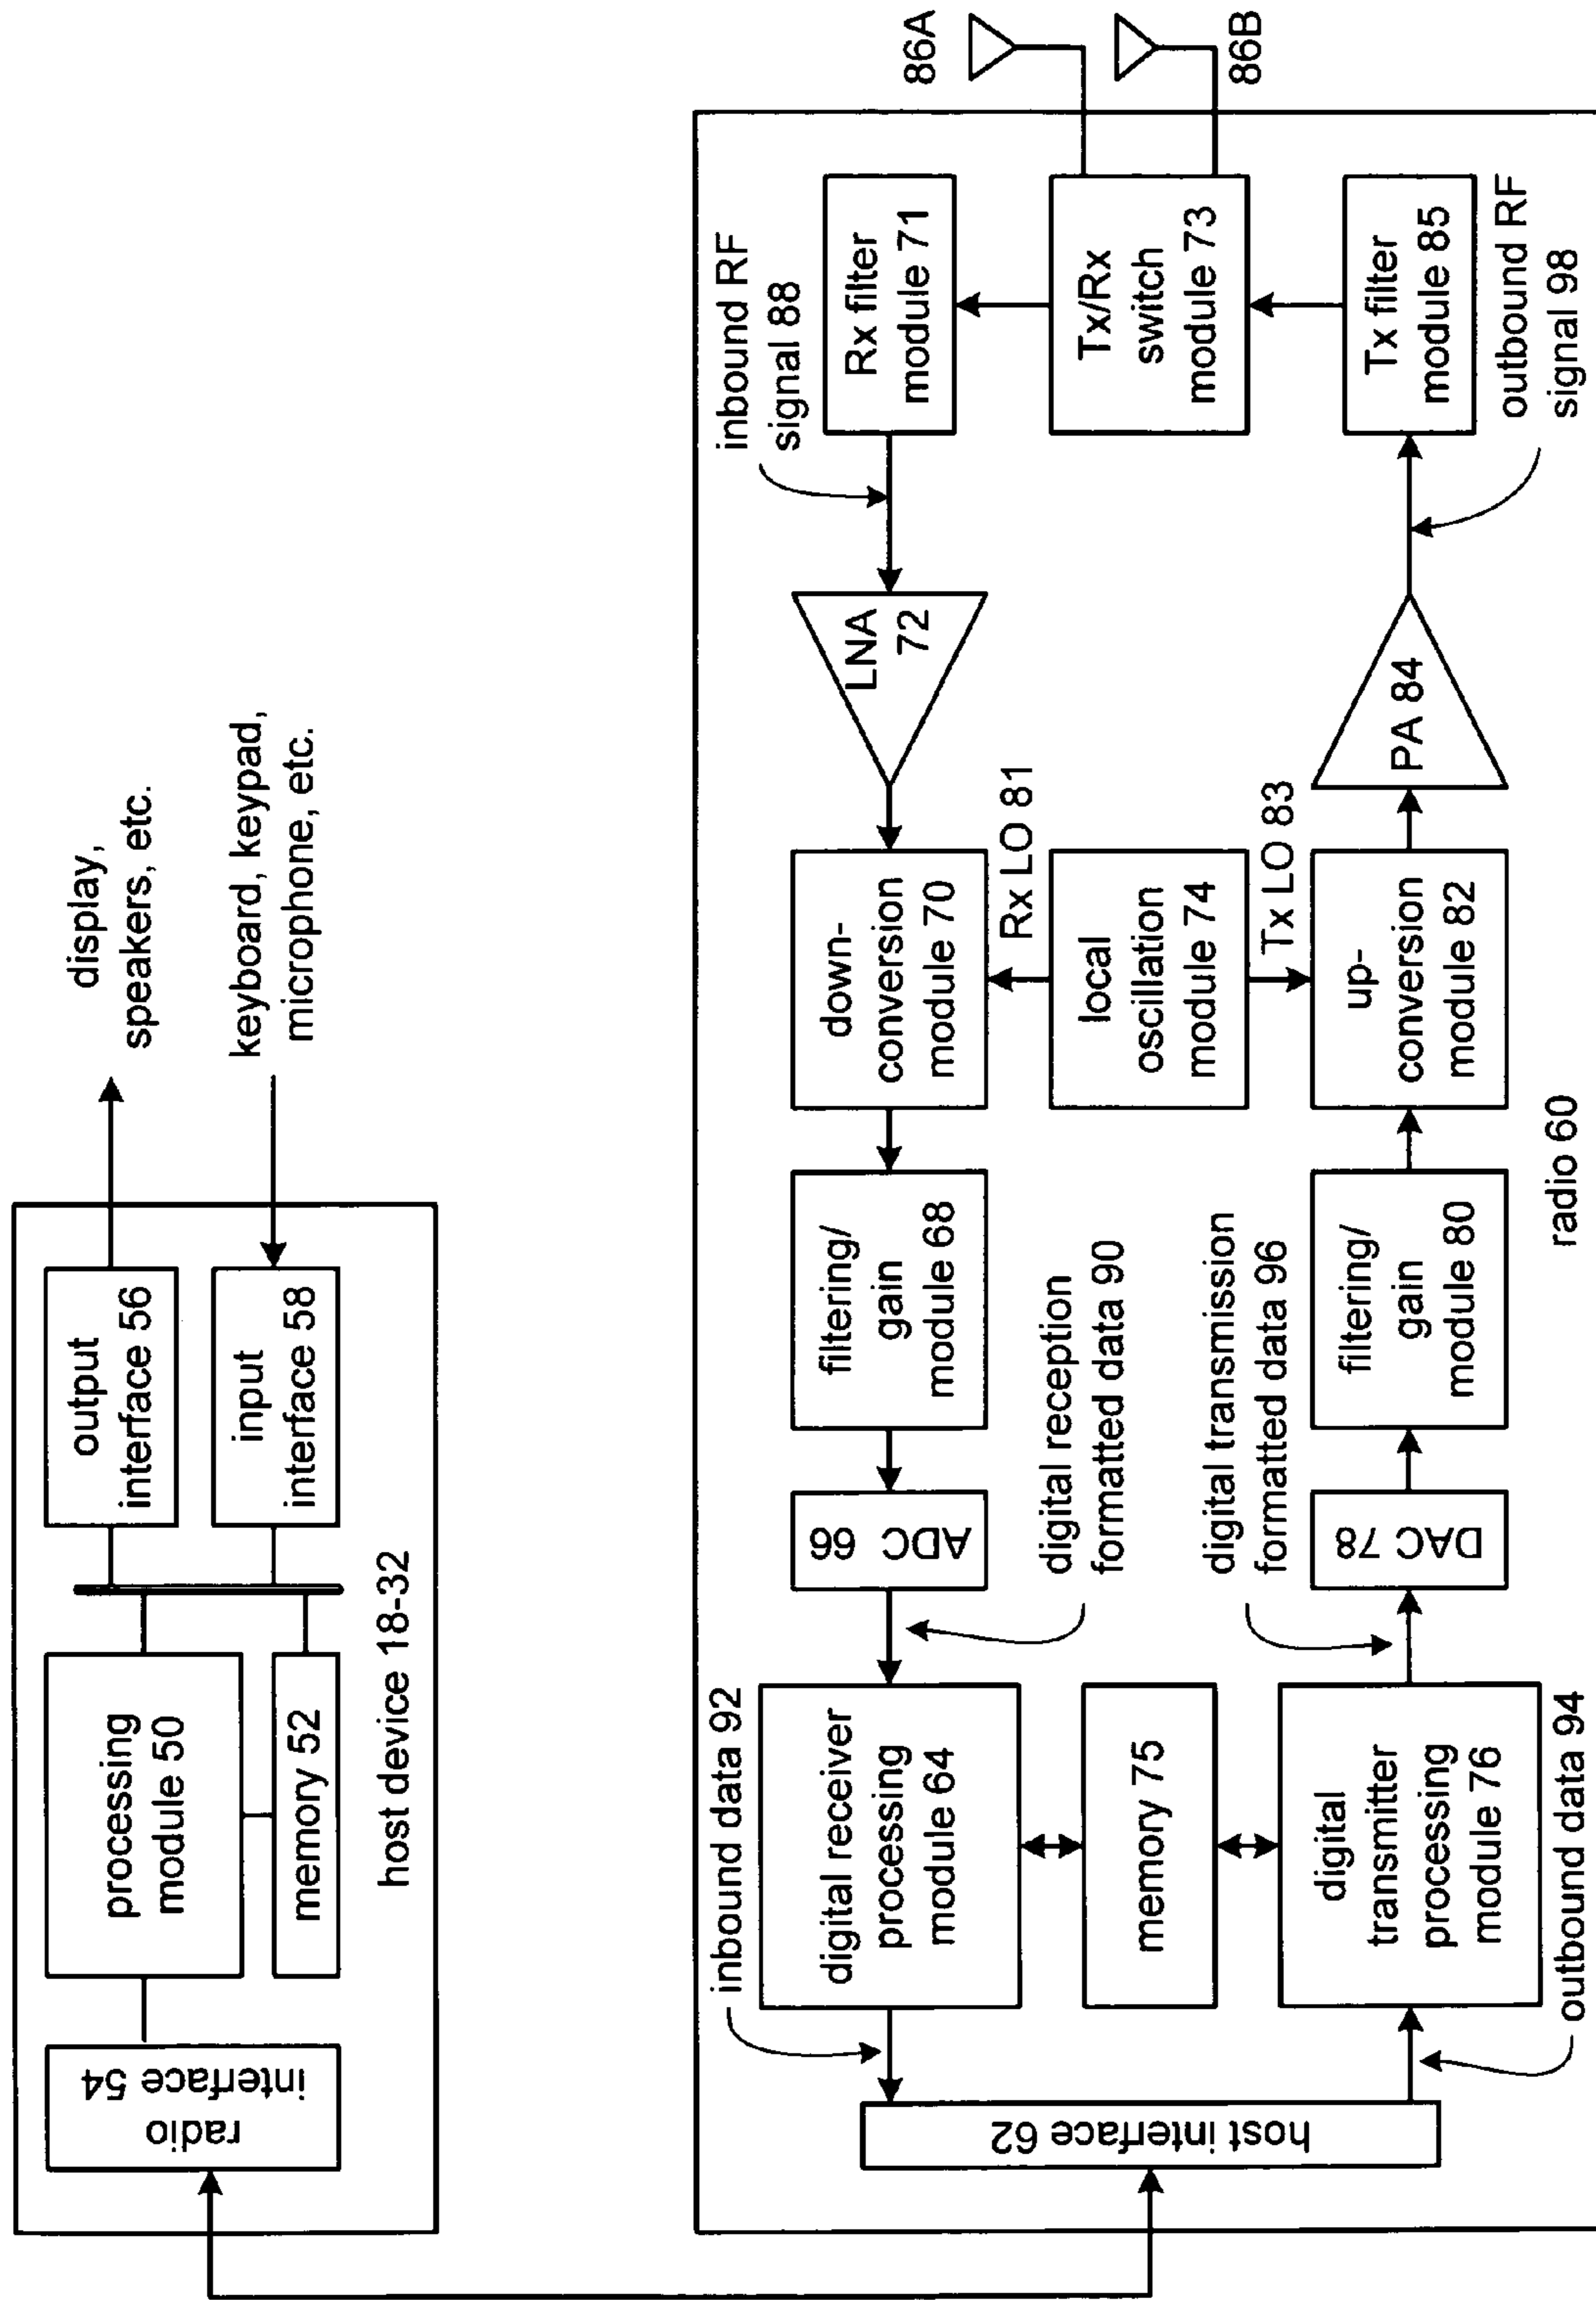 display,
speakers, etc.
keyboard, keypad,
microphone, etc.
output
interface 56
input
interface 58
processing
module 50
memory 52
radio
interface 54
host device 18-32
86A
86B
inbound RF
signal 88
Rx filter
module 71
Tx/Rx
switch
module 73
Tx filter
module 85
outbound RF
signal 98
LNA
72
PA 84
down-
conversion
module 70
Rx LO 81
local
oscillation
module 74
Tx LO 83
up-
conversion
module 82
filtering/
gain
module 68
filtering/
gain
module 80
radio 60
ADC 66
digital reception
formatted data 90
digital transmission
formatted data 96
DAC 78
inbound data 92
digital receiver
processing
module 64
memory 75
digital
transmitter
processing
module 76
outbound data 94
host interface 62